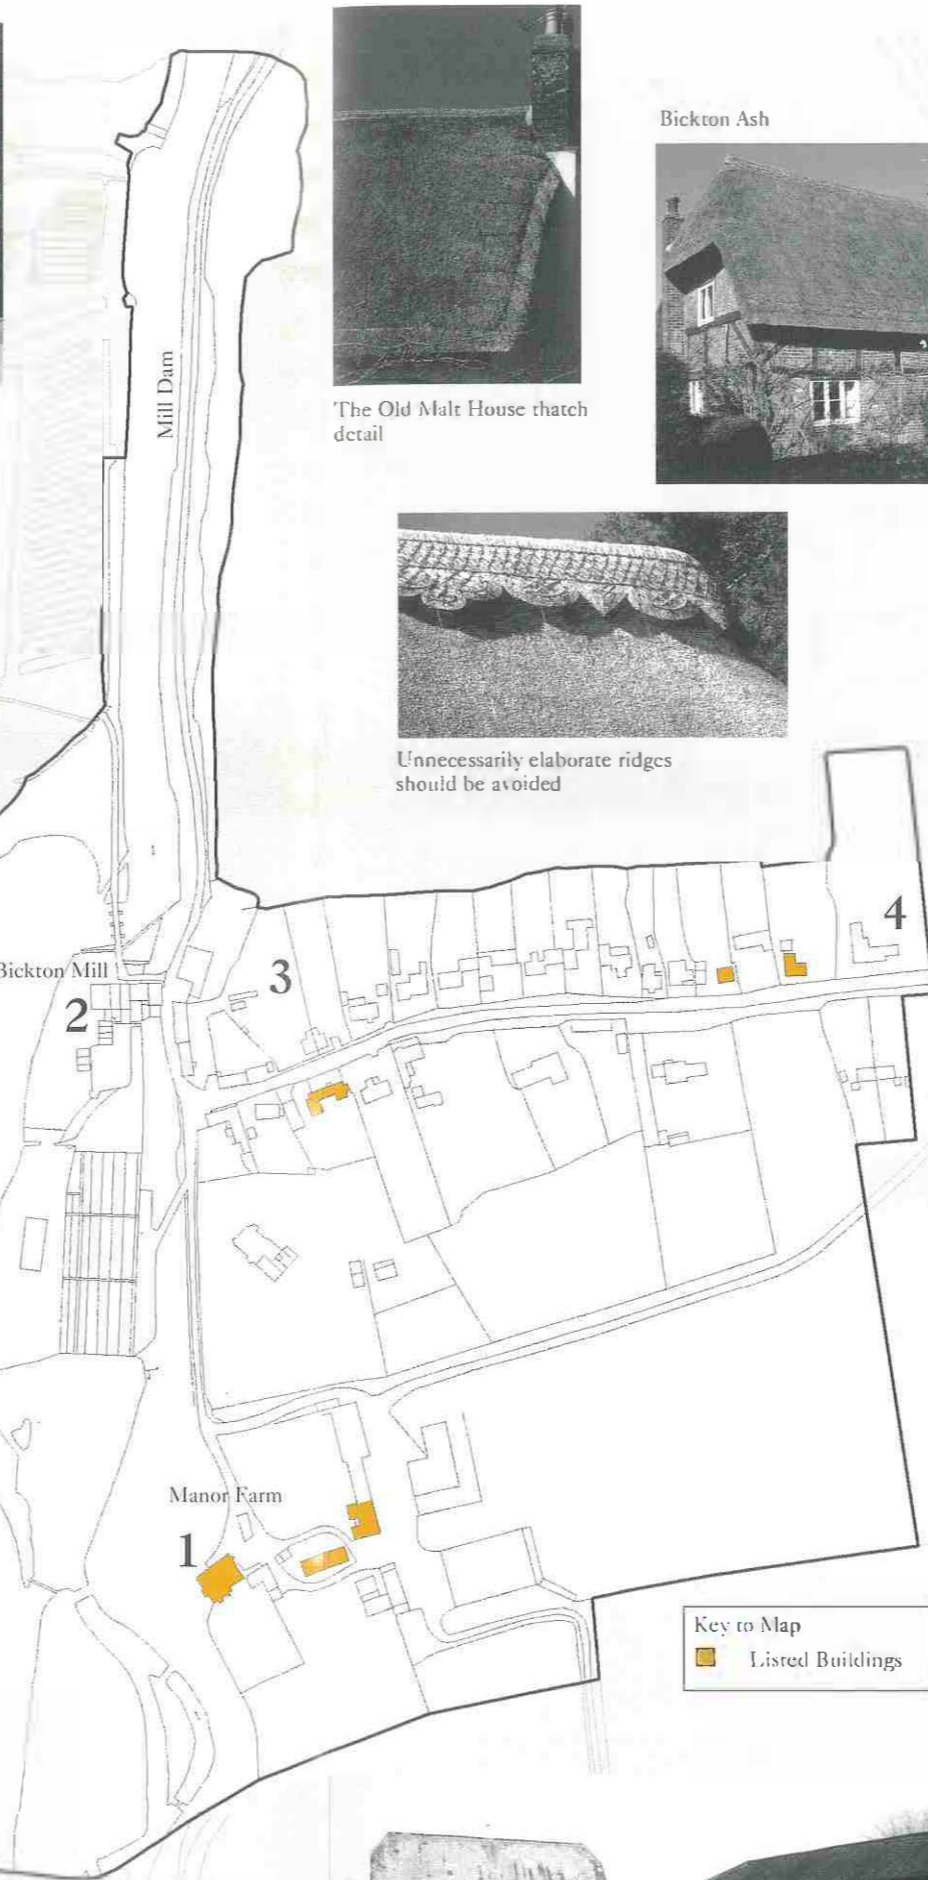 Bickton Ash
Mill Dam
The Old Malt House thatch
detail
Unnecessarily elaborate ridges
should be avoided
4
Bickton Mill
3
2
Manor Farm
1
Key to Map
Listed Buildings